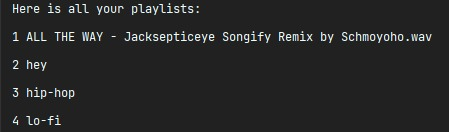 Here is all your playlists:
1 ALL THE WAY - Jacksepticeye Songify Remix by Schmoyoho.wav
2 hey
3 hip-hop
4 lo-fi